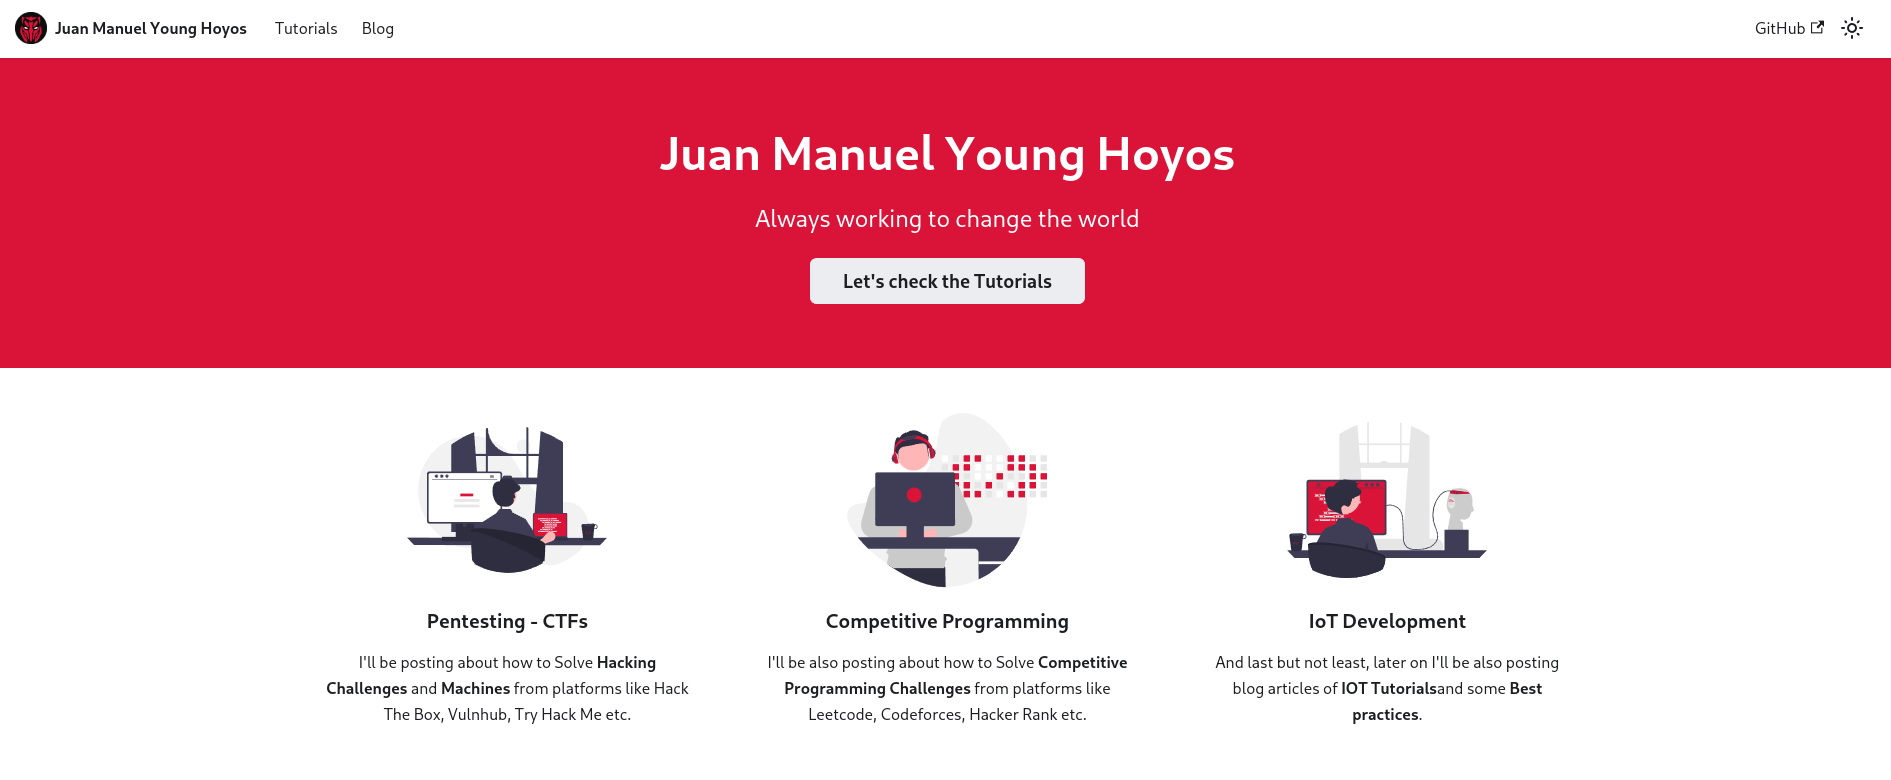 Juan Manuel Young Hoyos Tutorials Blog GitHub
Juan Manuel Young Hoyos
Always working to change the world
Let's check the Tutorials
Pentesting - CTFs
I'll be posting about how to Solve Hacking
Challenges and Machines from platforms like Hack
The Box, Vulnhub, Try Hack Me etc.
Competitive Programming
I'll be also posting about how to Solve Competitive
Programming Challenges from platforms like
Leetcode, Codeforces, Hacker Rank etc.
IoT Development
And last but not least, later on I'll be also posting
blog articles of IOT Tutorialsand some Best
practices.